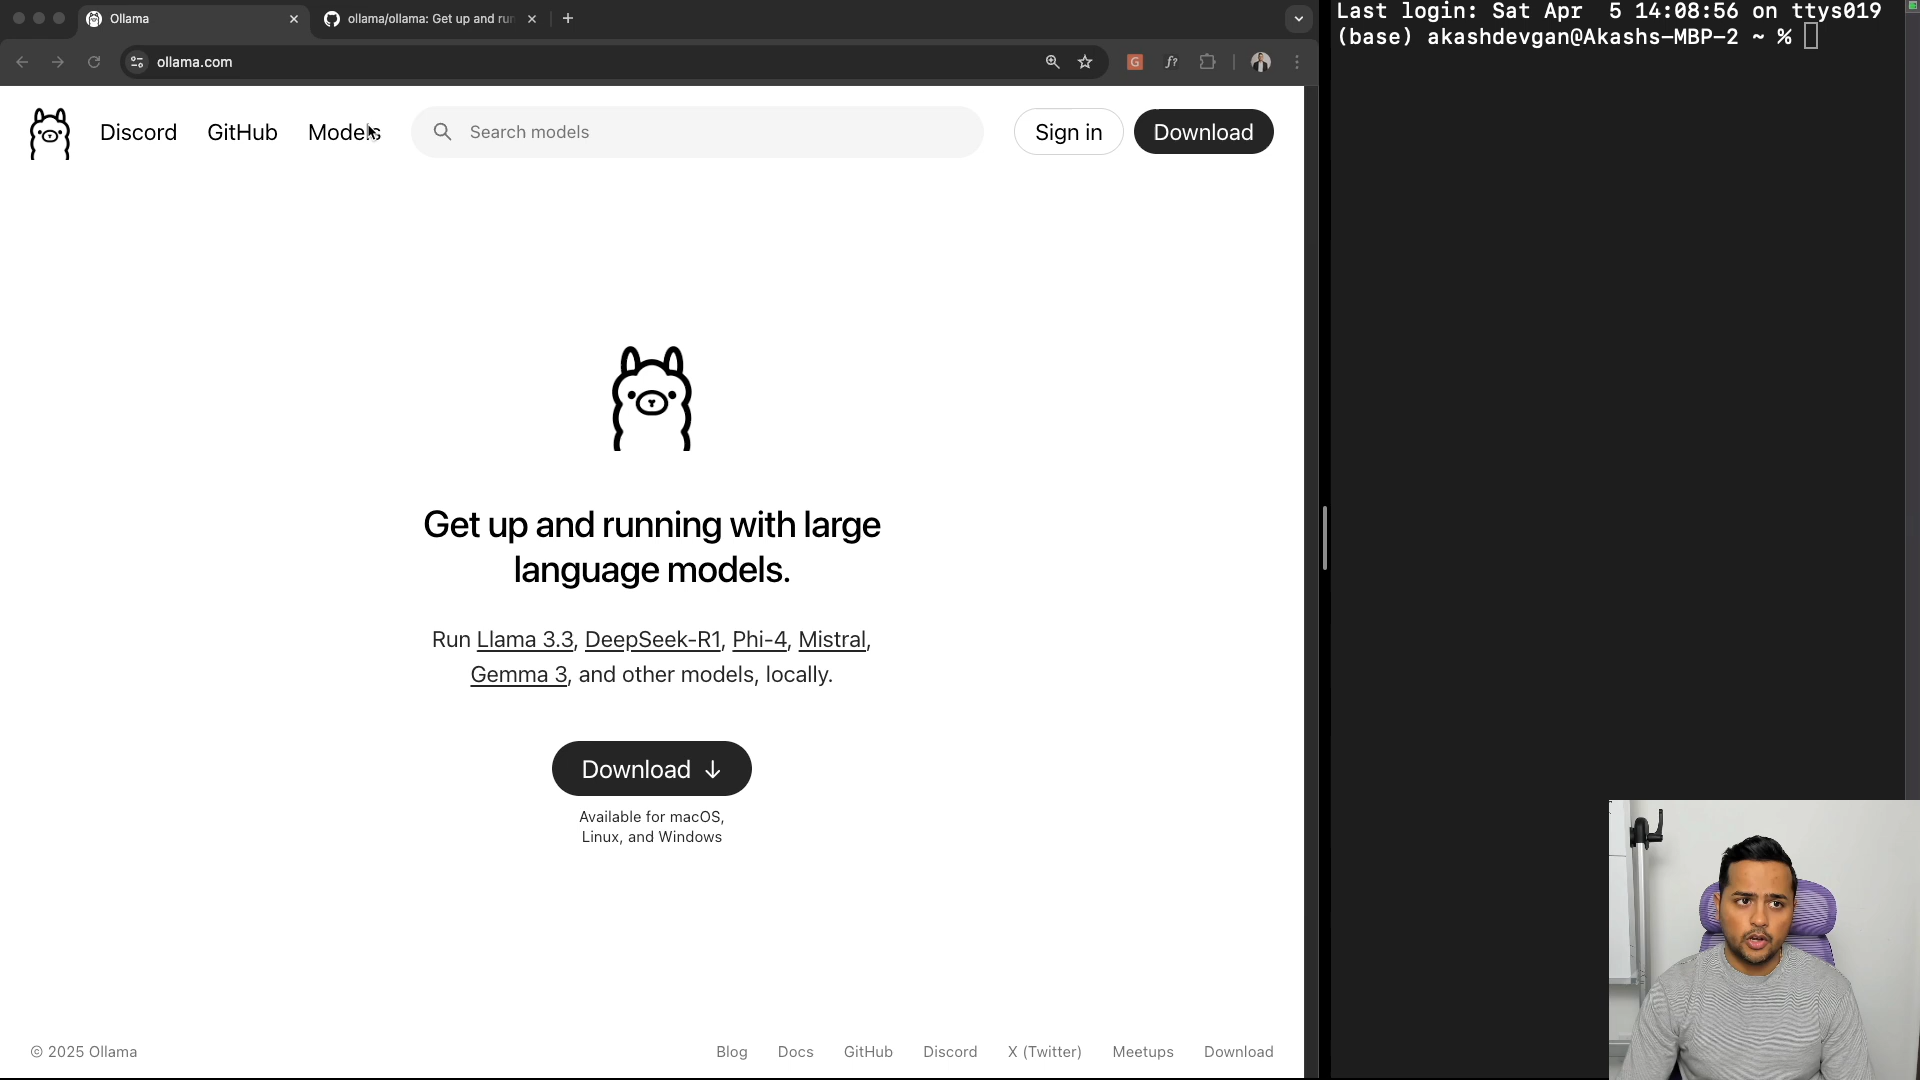 Ollama
ollama/ollama: Get up and run
ollama.com
Discord GitHub Models Search models Sign in Download
Get up and running with large
language models.
Run Llama 3.3, DeepSeek-R1, Phi-4, Mistral,
Gemma 3, and other models, locally.
Download ↓
Available for macOS,
Linux, and Windows
© 2025 Ollama Blog Docs GitHub Discord X (Twitter) Meetups Download
Last login: Sat Apr  5 14:08:56 on ttys019
(base) akashdevgan@Akashs-MBP-2 ~ %